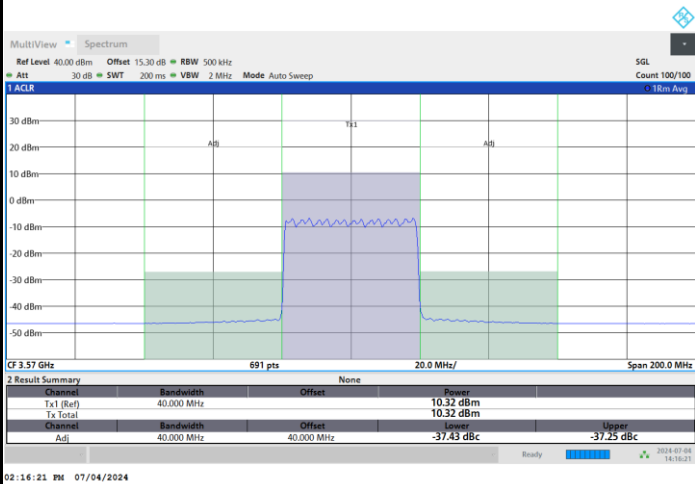 MultiView Spectrum
Ref Level 40.00 dBm Offset 15.30 dB RBW 500 kHz SGL
Att 30 dB SWT 200 ms VBW 2 MHz Mode Auto Sweep Count 100/100
1 ACLR 1Rm Avg
30 dBm
Tx1
20 dBm
Adj Adj
10 dBm
0 dBm
-10 dBm
-20 dBm
-30 dBm
-40 dBm
-50 dBm
CF 3.57 GHz 691 pts 20.0 MHz/ Span 200.0 MHz
2 Result Summary None
Channel Bandwidth Offset Power
Tx1 (Ref) 40.000 MHz 10.32 dBm
Tx Total 10.32 dBm
Channel Bandwidth Offset Lower Upper
Adj 40.000 MHz 40.000 MHz -37.43 dBc -37.25 dBc
Ready 2024-07-04
14:16:21
02:16:21 PM 07/04/2024